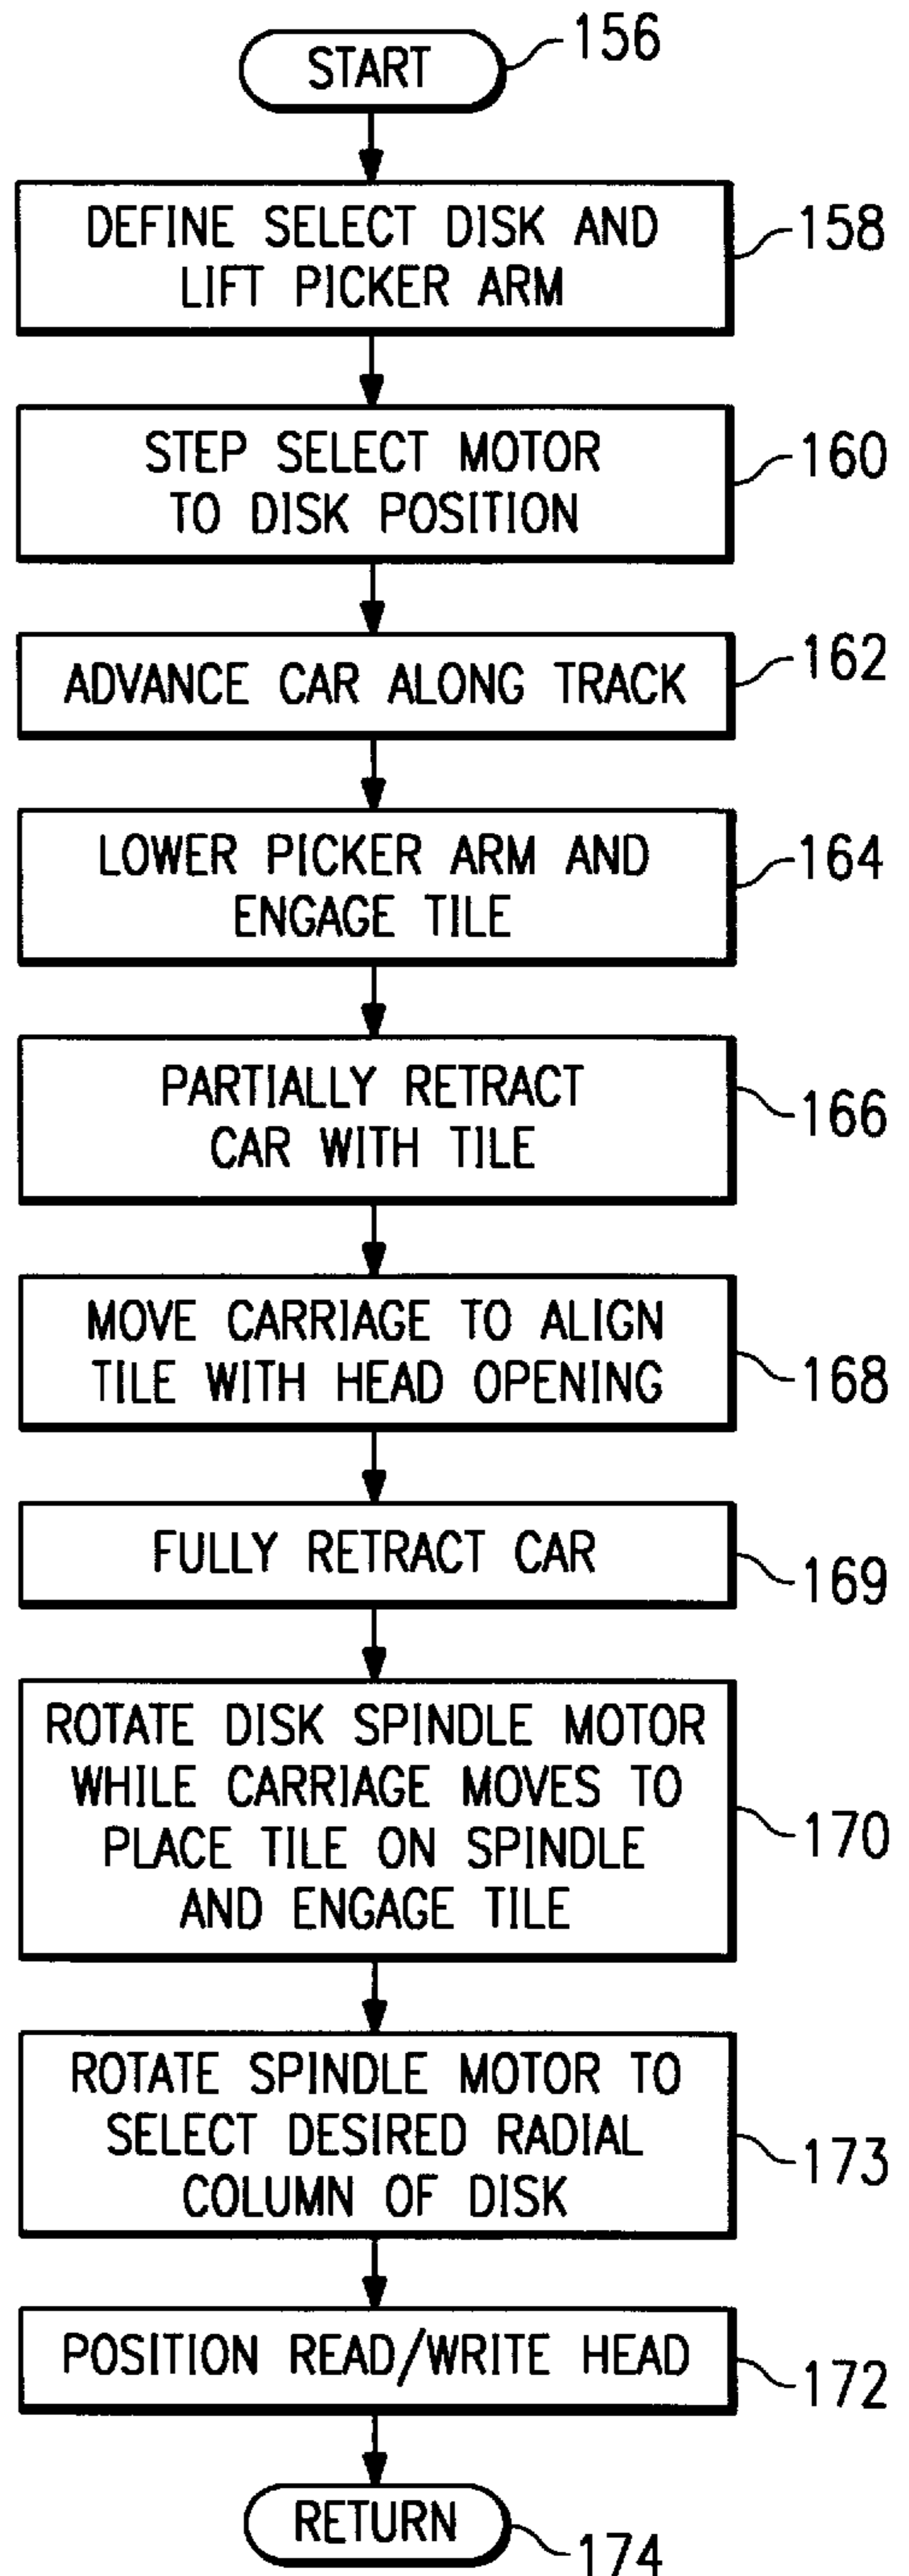 START
156
DEFINE SELECT DISK AND
LIFT PICKER ARM
158
STEP SELECT MOTOR
TO DISK POSITION
160
ADVANCE CAR ALONG TRACK
162
LOWER PICKER ARM AND
ENGAGE TILE
164
PARTIALLY RETRACT
CAR WITH TILE
166
MOVE CARRIAGE TO ALIGN
TILE WITH HEAD OPENING
168
FULLY RETRACT CAR
169
ROTATE DISK SPINDLE MOTOR
WHILE CARRIAGE MOVES TO
PLACE TILE ON SPINDLE
AND ENGAGE TILE
170
ROTATE SPINDLE MOTOR TO
SELECT DESIRED RADIAL
COLUMN OF DISK
173
POSITION READ/WRITE HEAD
172
RETURN
174